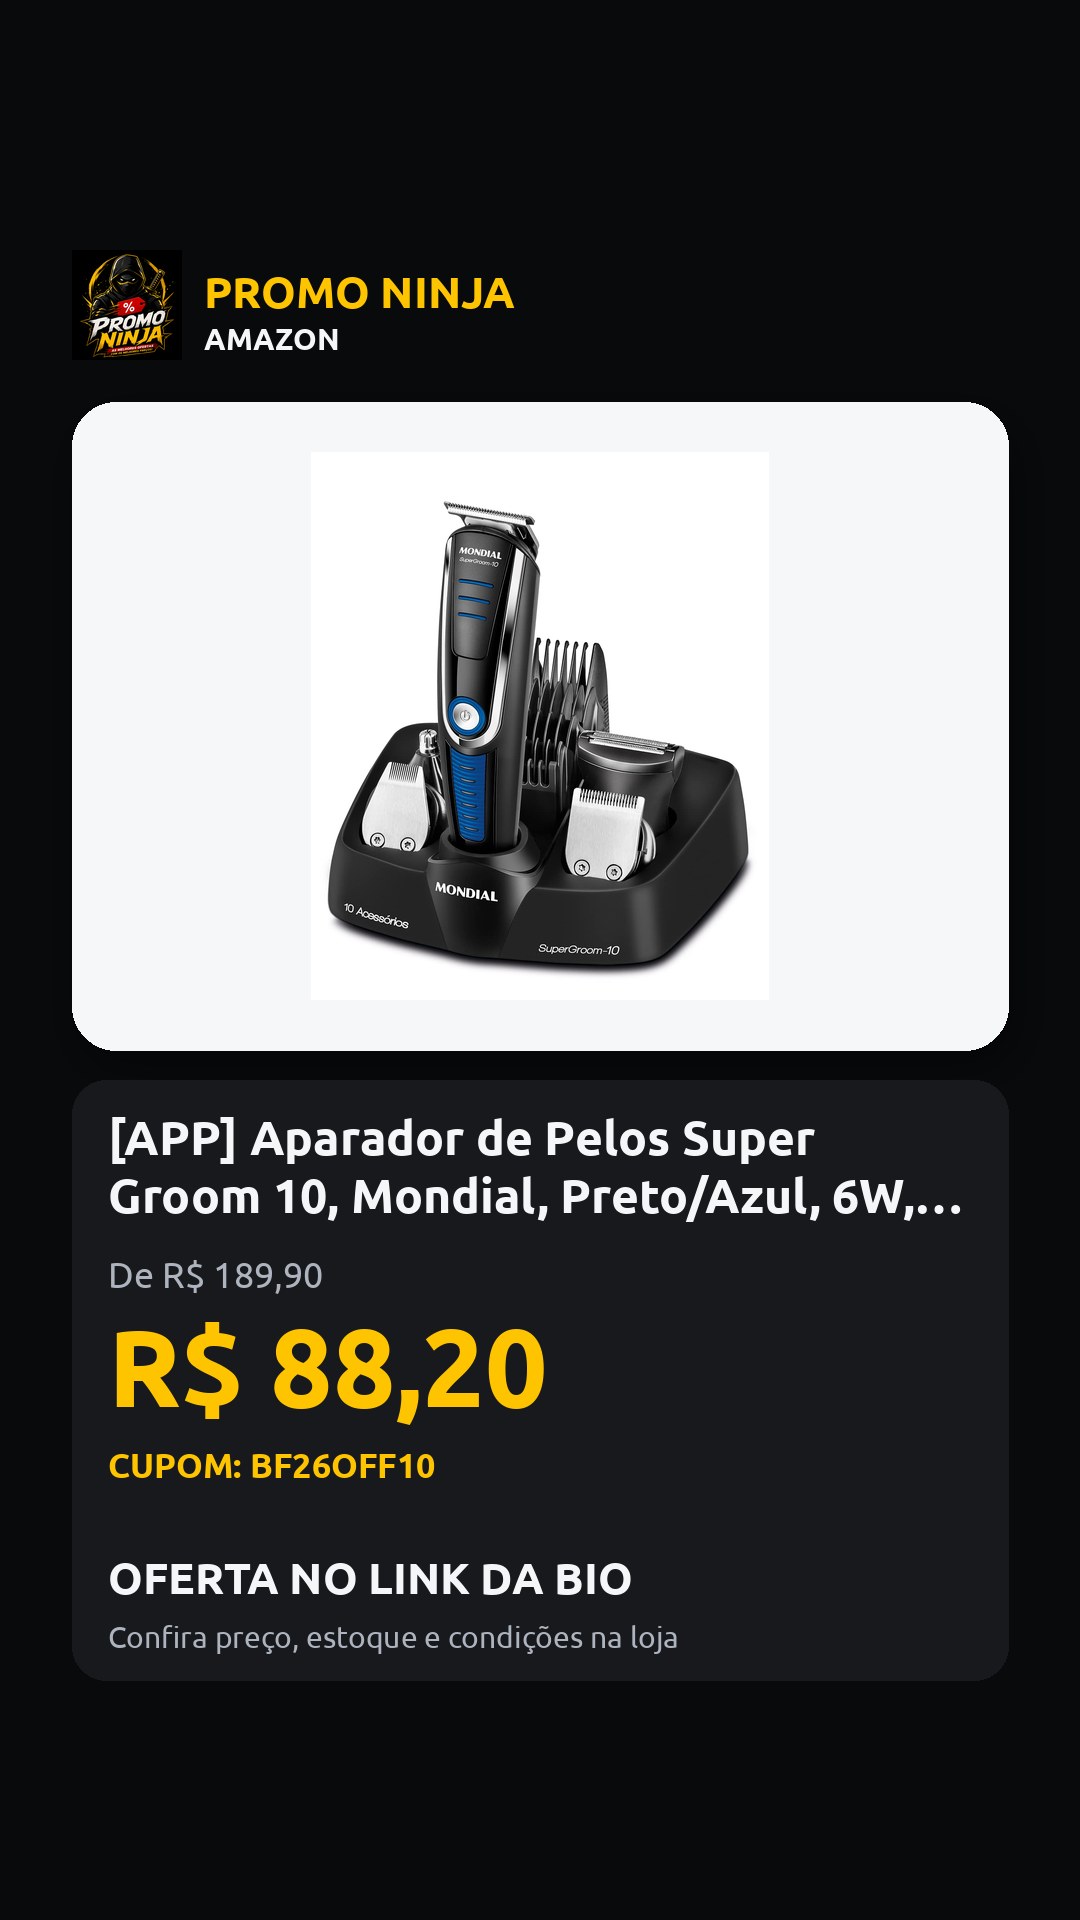 %
PROMO
NINJA
PROMO NINJA
AMAZON
MONDIAL
SuperGroom-10
MONDIAL
10 Acessórios
SuperGroom-10
[APP] Aparador de Pelos Super
Groom 10, Mondial, Preto/Azul, 6W,...
De R$ 189,90
R$ 88,20
CUPOM: BF26OFF10
OFERTA NO LINK DA BIO
Confira preço, estoque e condições na loja